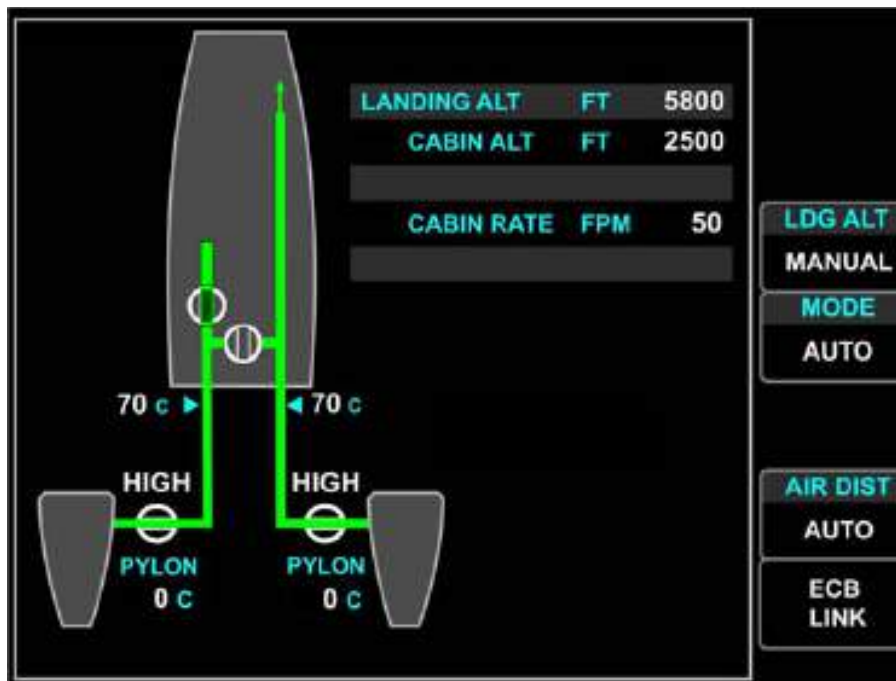 LANDING ALT FT 5800
CABIN ALT FT 2500
CABIN RATE FPM 50
LDG ALT
MANUAL
MODE
AUTO
70 C 70 C
HIGH HIGH
PYLON PYLON
0 C 0 C
AIR DIST
AUTO
ECB
LINK